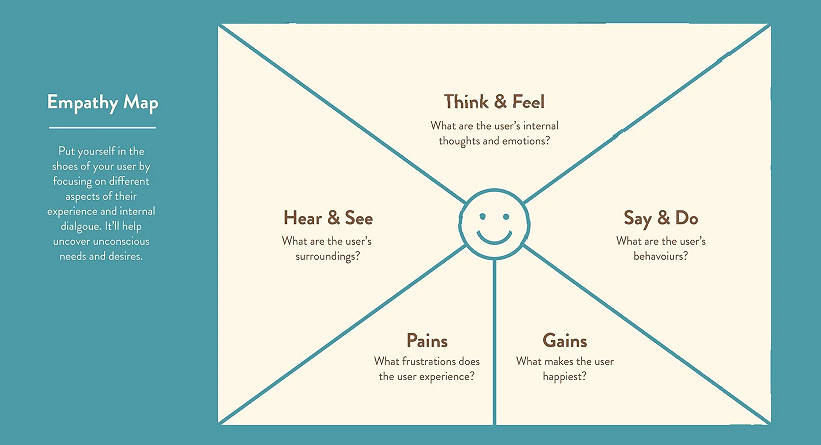 Empathy Map
Put yourself in the
shoes of your user by
focusing on different
aspects of their
experience and internal
dialgoue. It'll help
uncover unconscious
needs and desires.
Think & Feel
What are the user's internal
thoughts and emotions?
Hear & See
What are the user's
surroundings?
Say & Do
What are the user's
behavoiurs?
Pains
What frustrations does
the user experience?
Gains
What makes the user
happiest?